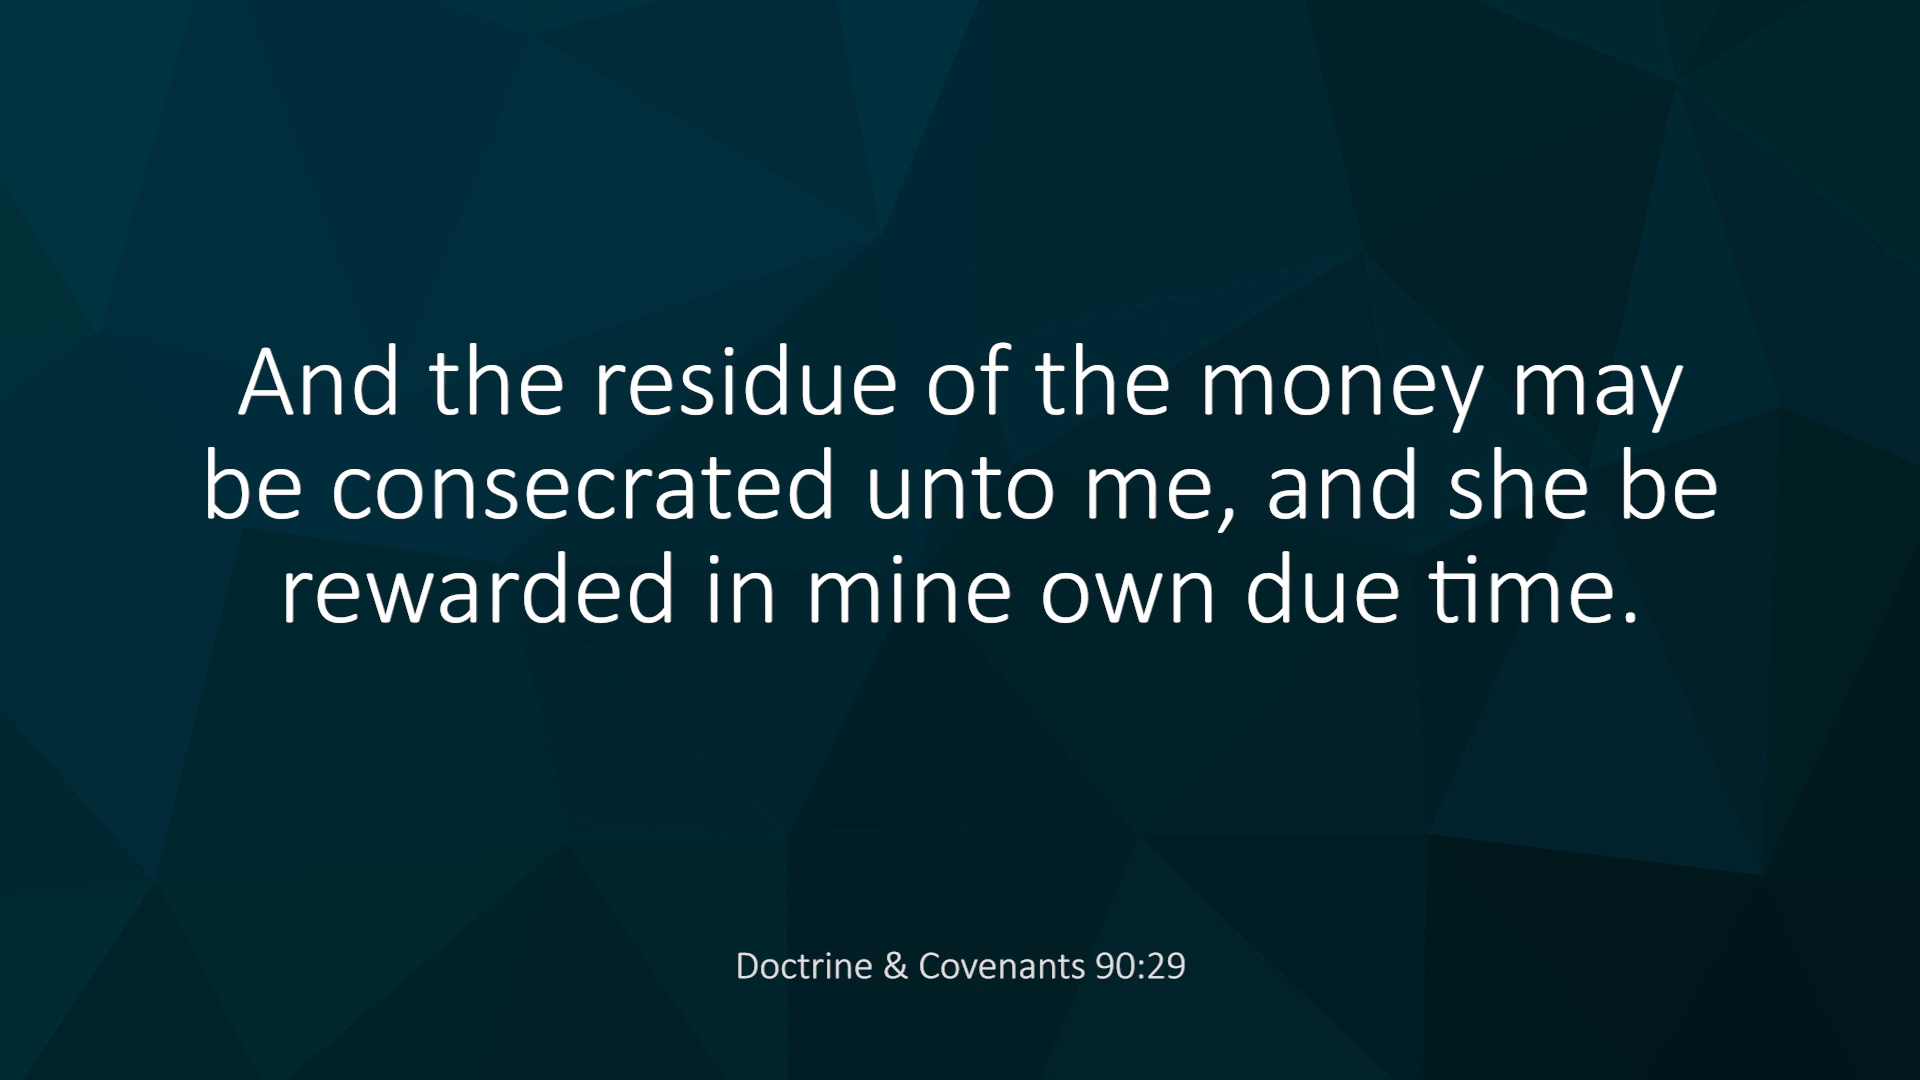 And the residue of the money may
be consecrated unto me, and she be
rewarded in mine own due time.
Doctrine & Covenants 90:29